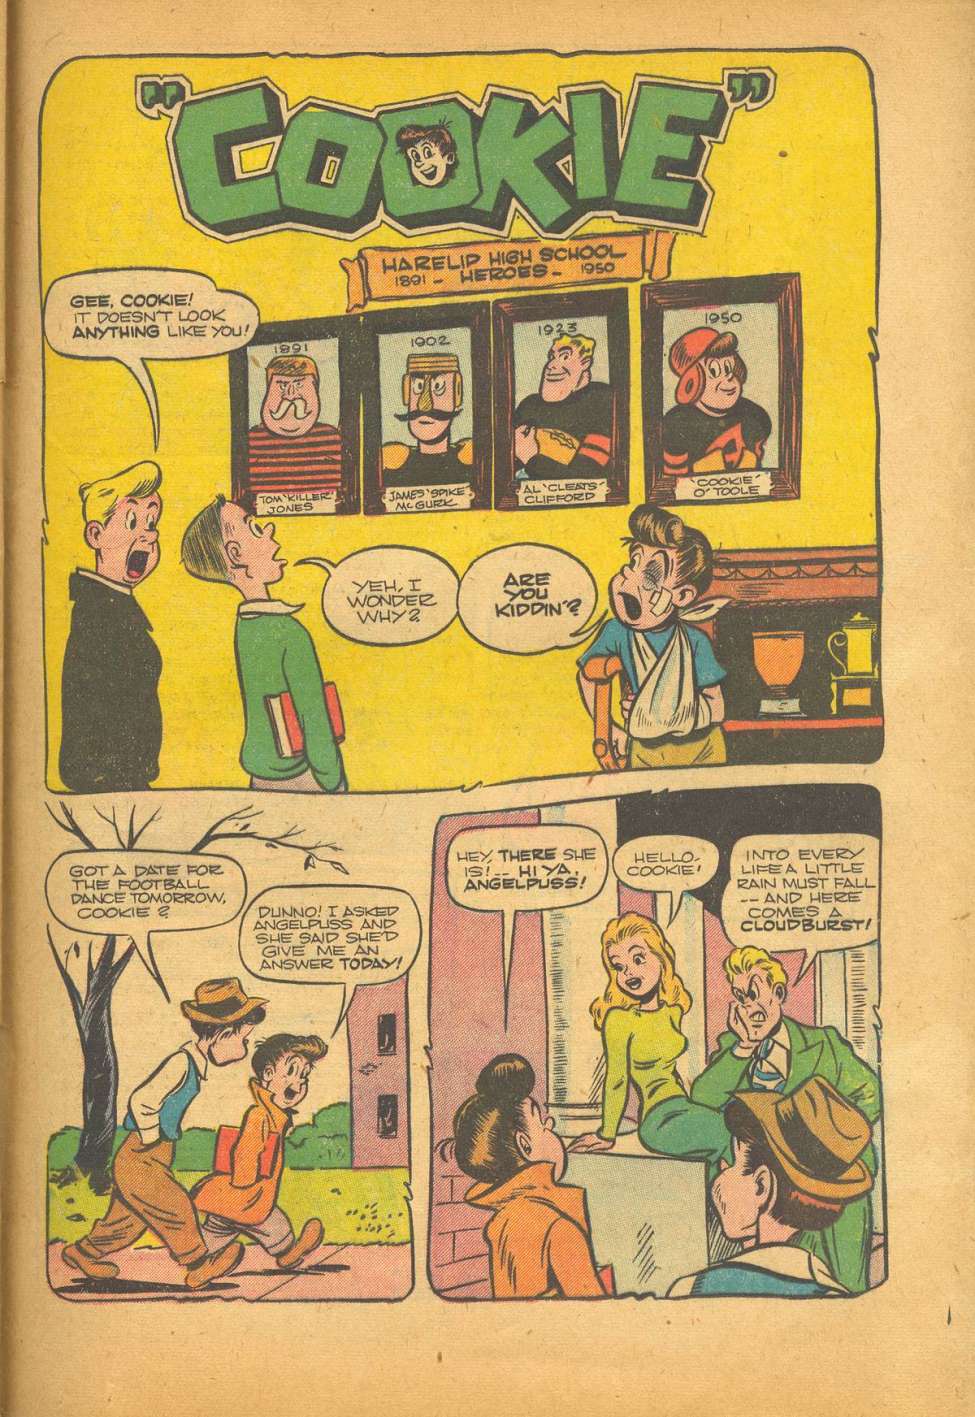 "COOKIE"
HARELIP HIGH SCHOOL
1891 - HEROES - 1950
GEE, COOKIE!
IT DOESN'T LOOK
ANYTHING LIKE YOU!
1891
TOM 'KILLER'
JONES
1902
JAMES 'SPIKE'
McGURK
1923
AL 'CLEATS'
CLIFFORD
1950
'COOKIE'
O'TOOLE
YEH, I
WONDER
WHY?
ARE
YOU
KIDDIN'?
GOT A DATE FOR
THE FOOTBALL
DANCE TOMORROW,
COOKIE?
DUNNO! I ASKED
ANGELPUSS AND
SHE SAID SHE'D
GIVE ME AN
ANSWER TODAY!
HEY, THERE SHE
IS!-- HI YA,
ANGELPUSS!
HELLO,
COOKIE!
INTO EVERY
LIFE A LITTLE
RAIN MUST FALL
-- AND HERE
COMES A
CLOUDBURST!